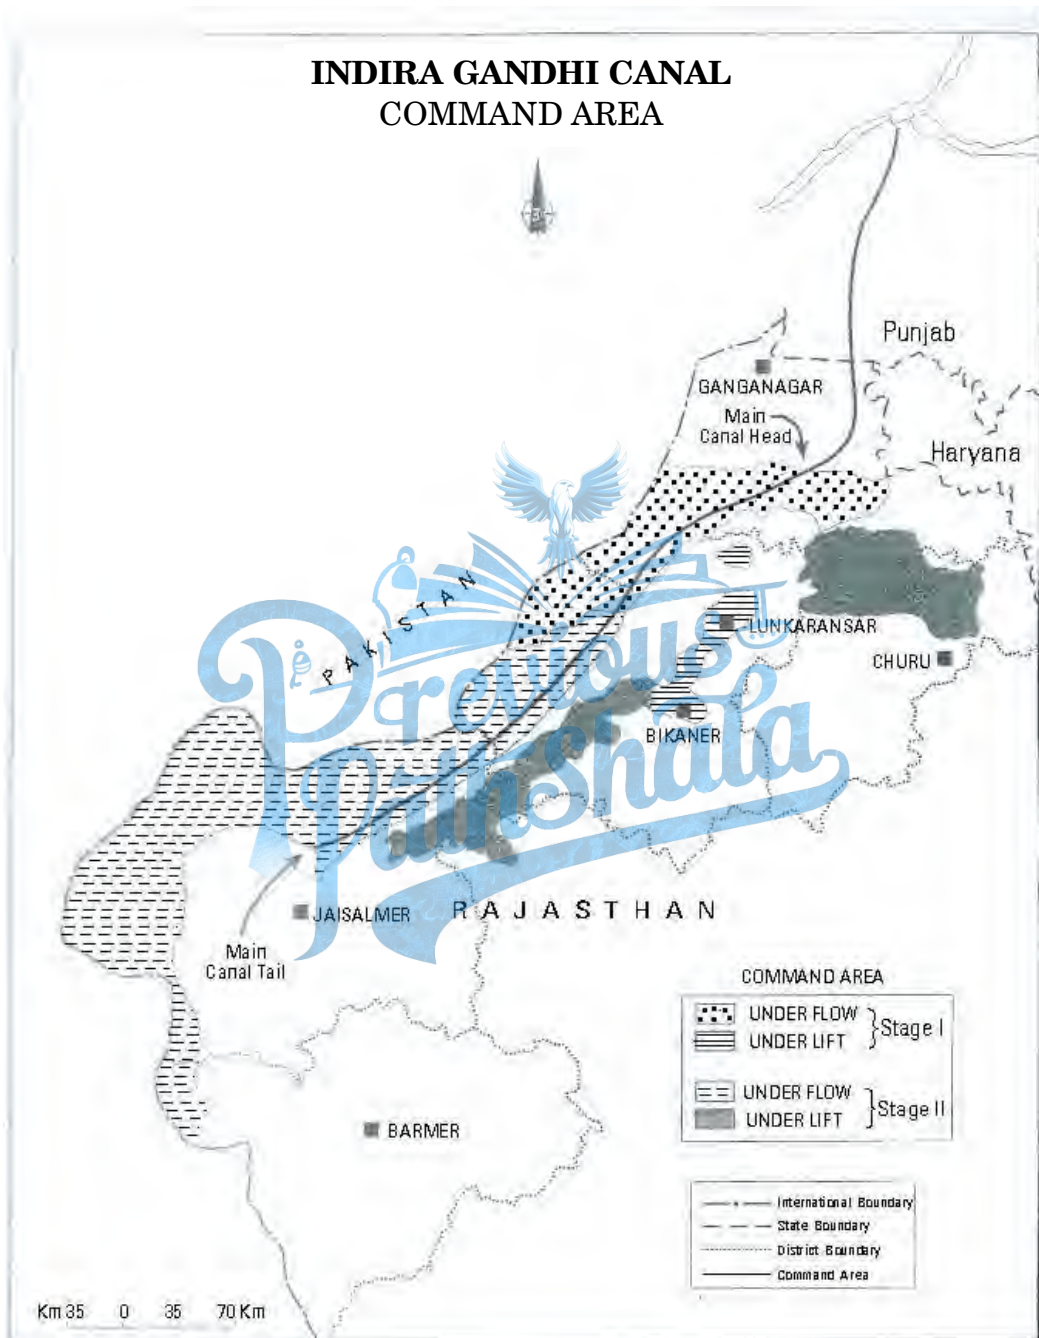 INDIRA GANDHI CANAL
COMMAND AREA
Punjab
GANGANAGAR
Main
Canal Head
Haryana
PAKISTAN
LUNKARANSAR
CHURU
BIKANER
Previous
Pathshala
JAISALMER
RAJASTHAN
Main
Canal Tail
COMMAND AREA
UNDER FLOW
UNDER LIFT
Stage I
UNDER FLOW
UNDER LIFT
Stage II
BARMER
International Boundary
State Boundary
District Boundary
Command Area
Km 35 0 35 70 Km